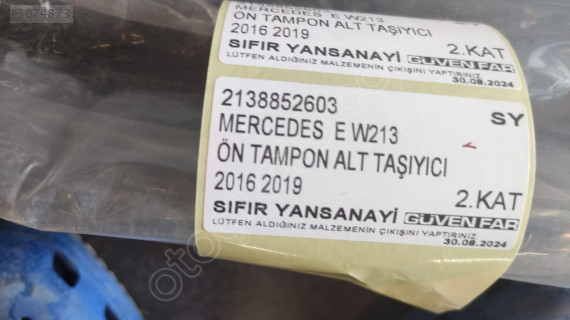 MERCEDES E W213
ÖN TAMPON ALT TAŞIYICI
2016 2019
2.KAT
SIFIR YANSANAYİ GÜVEN FAR
LÜTFEN ALDIĞINIZ MALZEMENİN ÇIKIŞINI YAPTIRINIZ
30.08.2024
2138852603
SY
MERCEDES E W213
ÖN TAMPON ALT TAŞIYICI
2016 2019
2.KAT
SIFIR YANSANAYİ GÜVEN FAR
LÜTFEN ALDIĞINIZ MALZEMENİN ÇIKIŞINI YAPTIRINIZ
30.08.2024